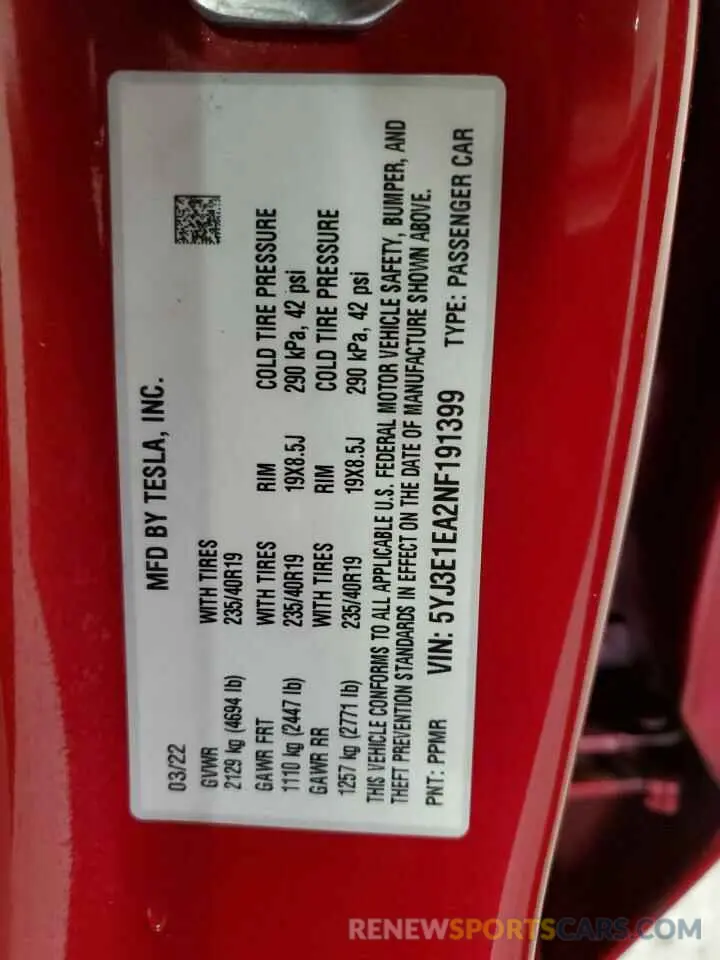 MFD BY TESLA, INC.
03/22
GVWR WITH TIRES
2129 kg (4694 lb) 235/40R19
GAWR FRT WITH TIRES RIM COLD TIRE PRESSURE
1110 kg (2447 lb) 235/40R19 19X8.5J 290 kPa, 42 psi
GAWR RR WITH TIRES RIM COLD TIRE PRESSURE
1257 kg (2771 lb) 235/40R19 19X8.5J 290 kPa, 42 psi
THIS VEHICLE CONFORMS TO ALL APPLICABLE U.S. FEDERAL MOTOR VEHICLE SAFETY, BUMPER, AND
THEFT PREVENTION STANDARDS IN EFFECT ON THE DATE OF MANUFACTURE SHOWN ABOVE.
PNT: PPMR VIN: 5YJ3E1EA2NF191399 TYPE: PASSENGER CAR
RENEWSPORTSCARS.COM